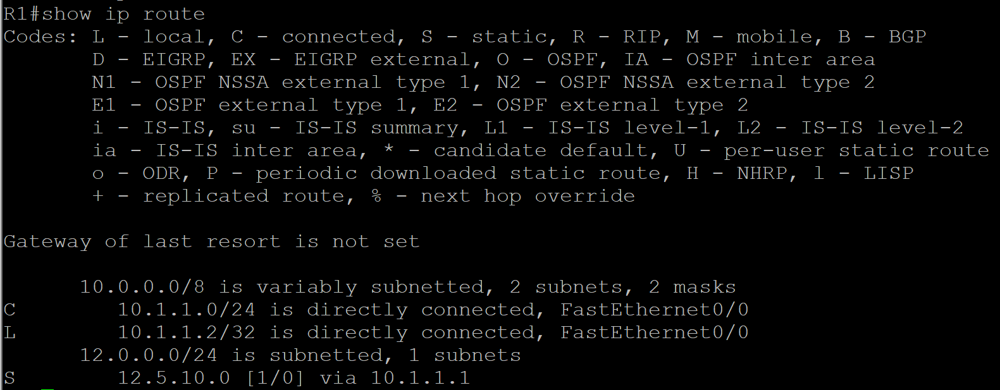 R1#show ip route
Codes: L - local, C - connected, S - static, R - RIP, M - mobile, B - BGP
D - EIGRP, EX - EIGRP external, O - OSPF, IA - OSPF inter area
N1 - OSPF NSSA external type 1, N2 - OSPF NSSA external type 2
E1 - OSPF external type 1, E2 - OSPF external type 2
i - IS-IS, su - IS-IS summary, L1 - IS-IS level-1, L2 - IS-IS level-2
ia - IS-IS inter area, * - candidate default, U - per-user static route
o - ODR, P - periodic downloaded static route, H - NHRP, l - LISP
+ - replicated route, % - next hop override
Gateway of last resort is not set
10.0.0.0/8 is variably subnetted, 2 subnets, 2 masks
C 10.1.1.0/24 is directly connected, FastEthernet0/0
L 10.1.1.2/32 is directly connected, FastEthernet0/0
12.0.0.0/24 is subnetted, 1 subnets
S 12.5.10.0 [1/0] via 10.1.1.1